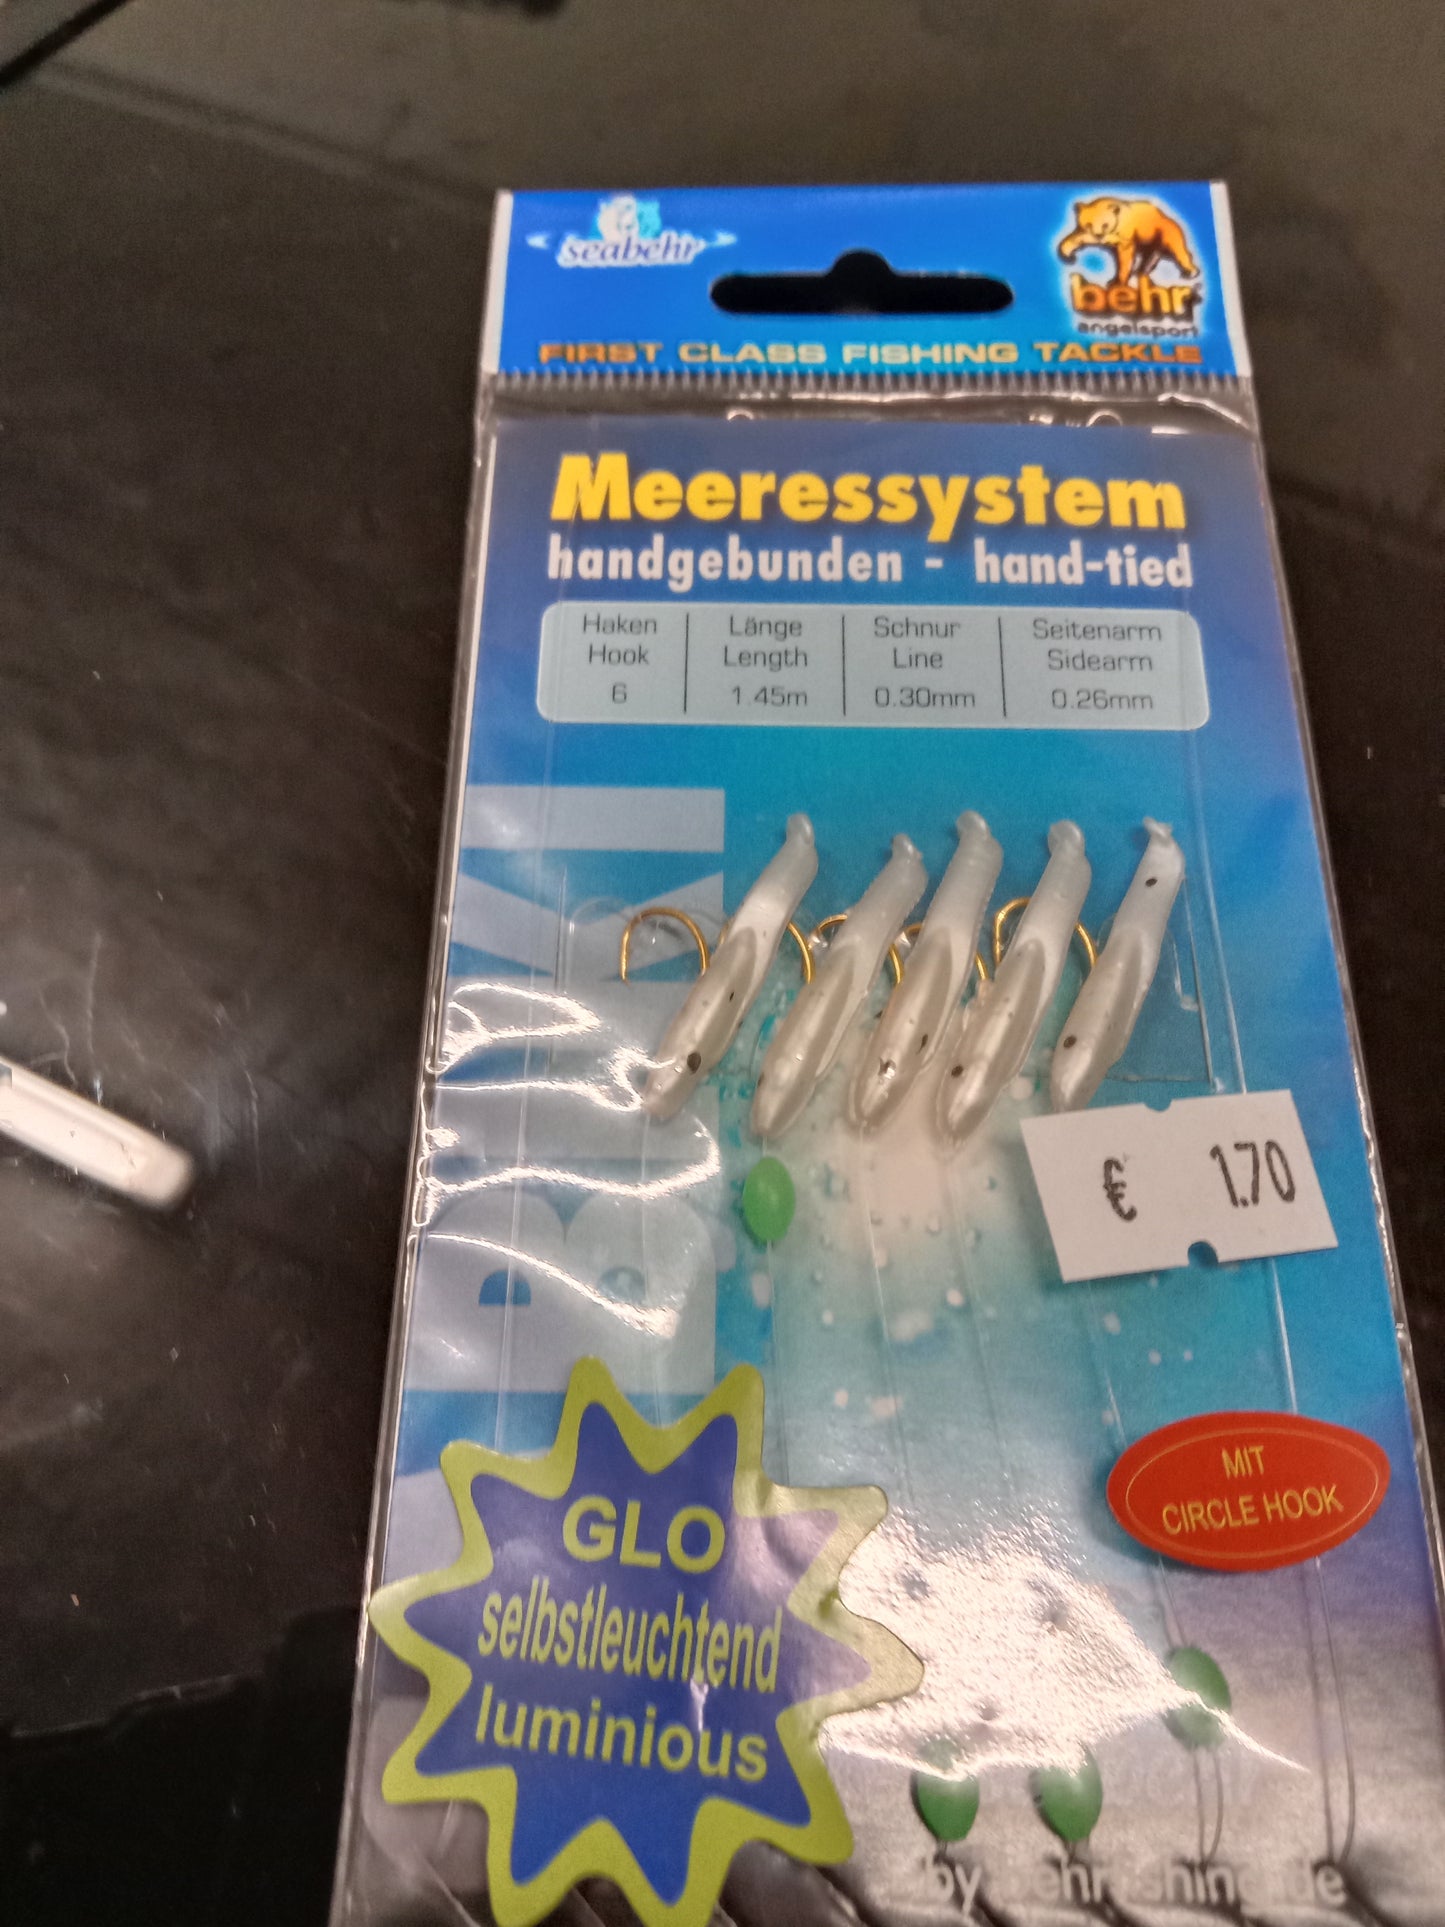 seabehr
behr
angelsport
FIRST CLASS FISHING TACKLE
Meeressystem
handgebunden - hand-tied
Haken Länge Schnur Seitenarm
Hook Length Line Sidearm
6 1.45m 0.30mm 0.26mm
€ 1.70
MIT
CIRCLE HOOK
GLO
selbstleuchtend
luminious
by